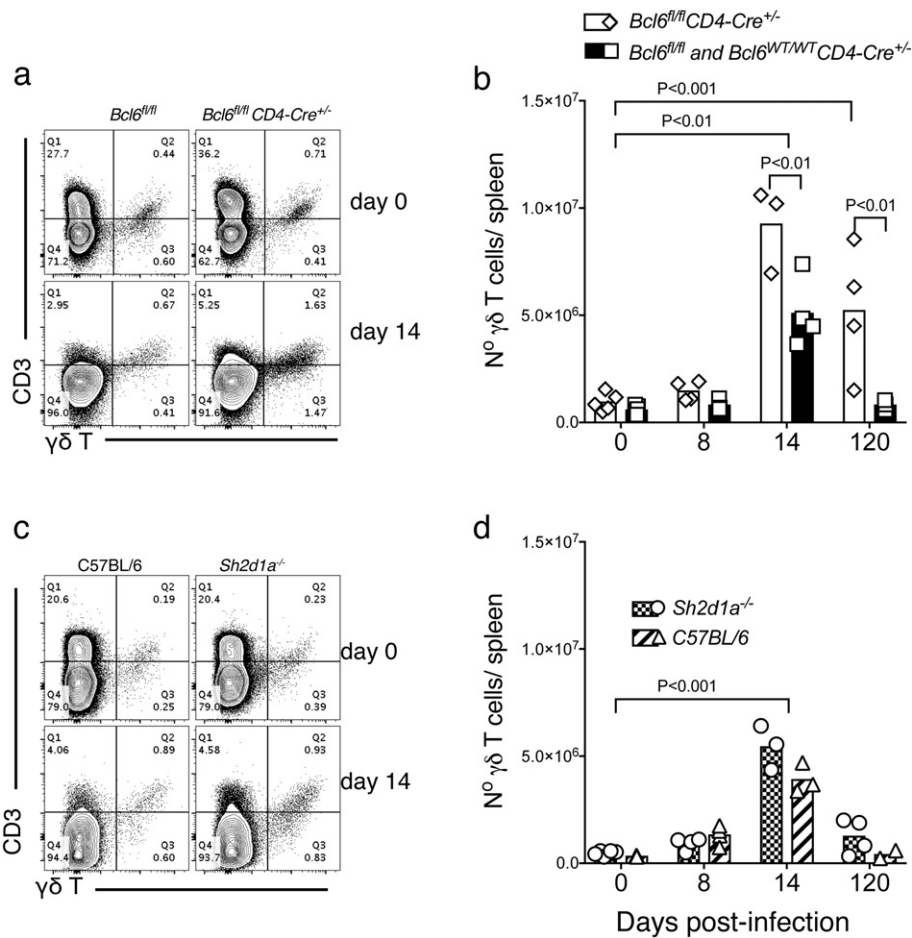 Bcl6fl/flCD4-Cre+/-
Bcl6fl/fl and Bcl6WT/WTCD4-Cre+/-
a
Bcl6fl/fl
Bcl6fl/fl CD4-Cre+/-
Q1
27.7
Q2
0.44
Q4
71.2
Q3
0.60
Q1
36.2
Q2
0.71
Q4
62.7
Q3
0.41
day 0
Q1
2.95
Q2
0.67
Q4
96.0
Q3
0.41
Q1
5.25
Q2
1.63
Q4
91.6
Q3
1.47
day 14
CD3
γδ T
b
P<0.001
P<0.01
P<0.01
P<0.01
1.5×10⁷
1.0×10⁷
5.0×10⁶
0.0
Nº γδ T cells/ spleen
0 8 14 120
c
C57BL/6
Sh2d1a-/-
Q1
20.6
Q2
0.19
Q4
79.0
Q3
0.25
Q1
20.4
Q2
0.23
Q4
79.0
Q3
0.39
day 0
Q1
4.06
Q2
0.89
Q4
94.4
Q3
0.60
Q1
4.58
Q2
0.93
Q4
93.7
Q3
0.83
day 14
CD3
γδ T
d
Sh2d1a-/-
C57BL/6
P<0.001
1.5×10⁷
1.0×10⁷
5.0×10⁶
0.0
Nº γδ T cells/ spleen
0 8 14 120
Days post-infection